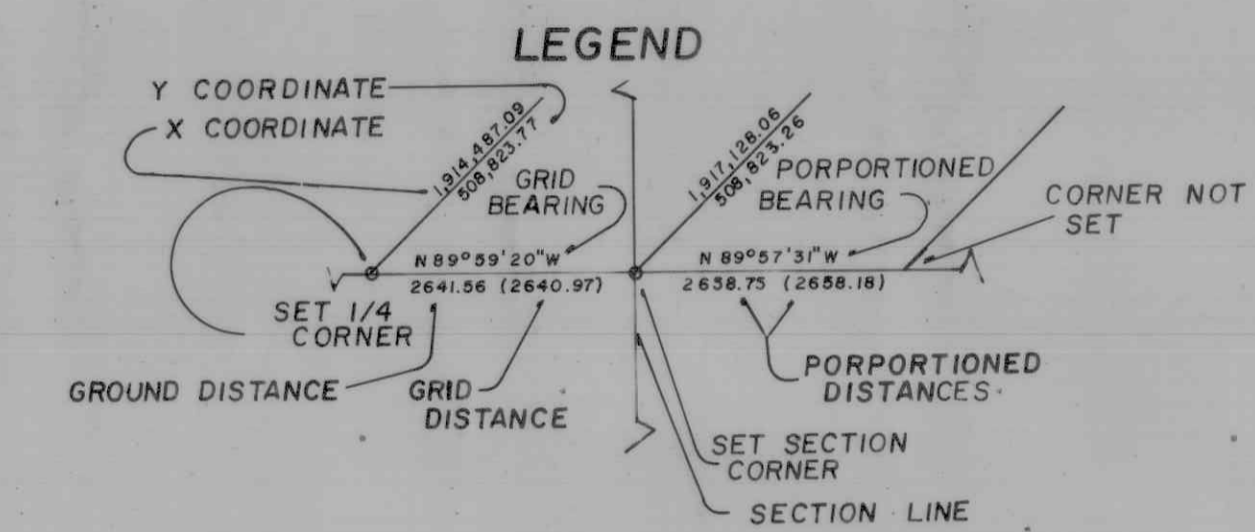 LEGEND
Y COORDINATE
X COORDINATE
1,914,487.09
508,823.77
GRID
BEARING
1,917,128.06
508,823.26
PORPORTIONED
BEARING
CORNER NOT
SET
N 89°59'20"W
2641.56 (2640.97)
N 89°57'31"W
2658.75 (2658.18)
SET 1/4
CORNER
GROUND DISTANCE
GRID
DISTANCE
PORPORTIONED
DISTANCES
SET SECTION
CORNER
SECTION LINE